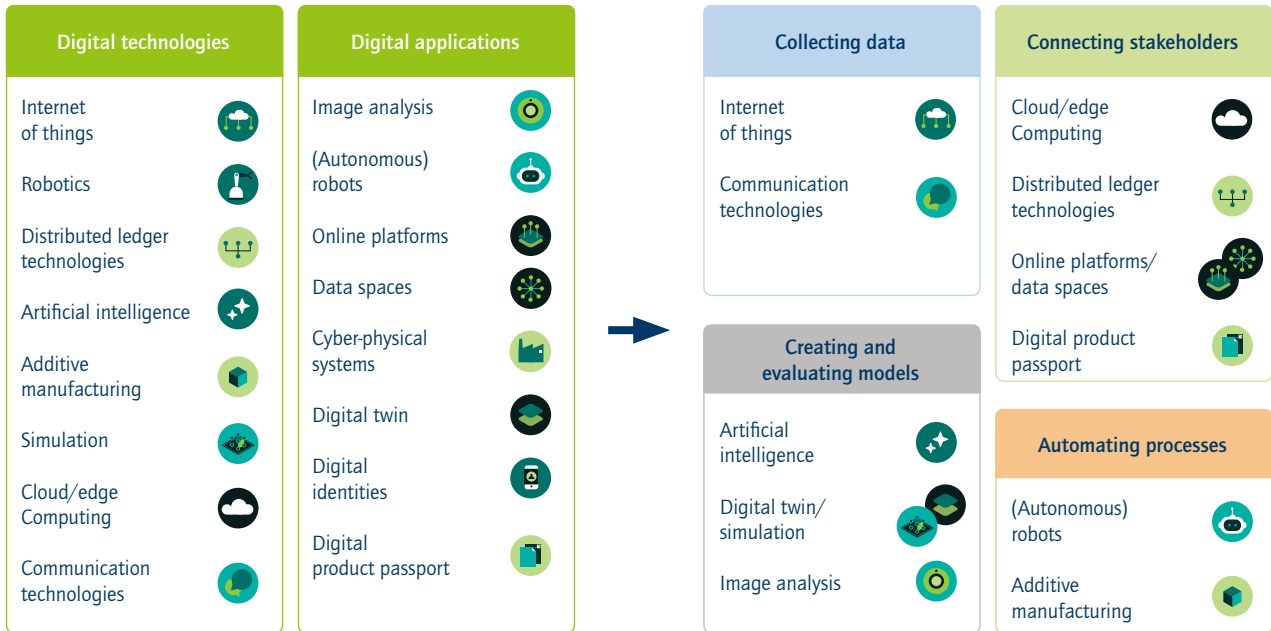 Digital technologies
Internet
of things
Robotics
Distributed ledger
technologies
Artificial intelligence
Additive
manufacturing
Simulation
Cloud/edge
Computing
Communication
technologies
Digital applications
Image analysis
(Autonomous)
robots
Online platforms
Data spaces
Cyber-physical
systems
Digital twin
Digital
identities
Digital
product passport
Collecting data
Internet
of things
Communication
technologies
Creating and
evaluating models
Artificial
intelligence
Digital twin/
simulation
Image analysis
Connecting stakeholders
Cloud/edge
Computing
Distributed ledger
technologies
Online platforms/
data spaces
Digital product
passport
Automating processes
(Autonomous)
robots
Additive
manufacturing